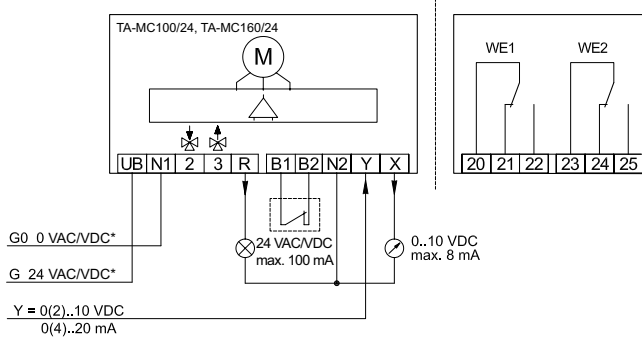 TA-MC100/24, TA-MC160/24
M
WE1 WE2
UB N1 2 3 R B1 B2 N2 Y X
20 21 22 23 24 25
G0 0 VAC/VDC*
24 VAC/VDC
max. 100 mA
0..10 VDC
max. 8 mA
G 24 VAC/VDC*
Y = 0(2)..10 VDC
0(4)..20 mA